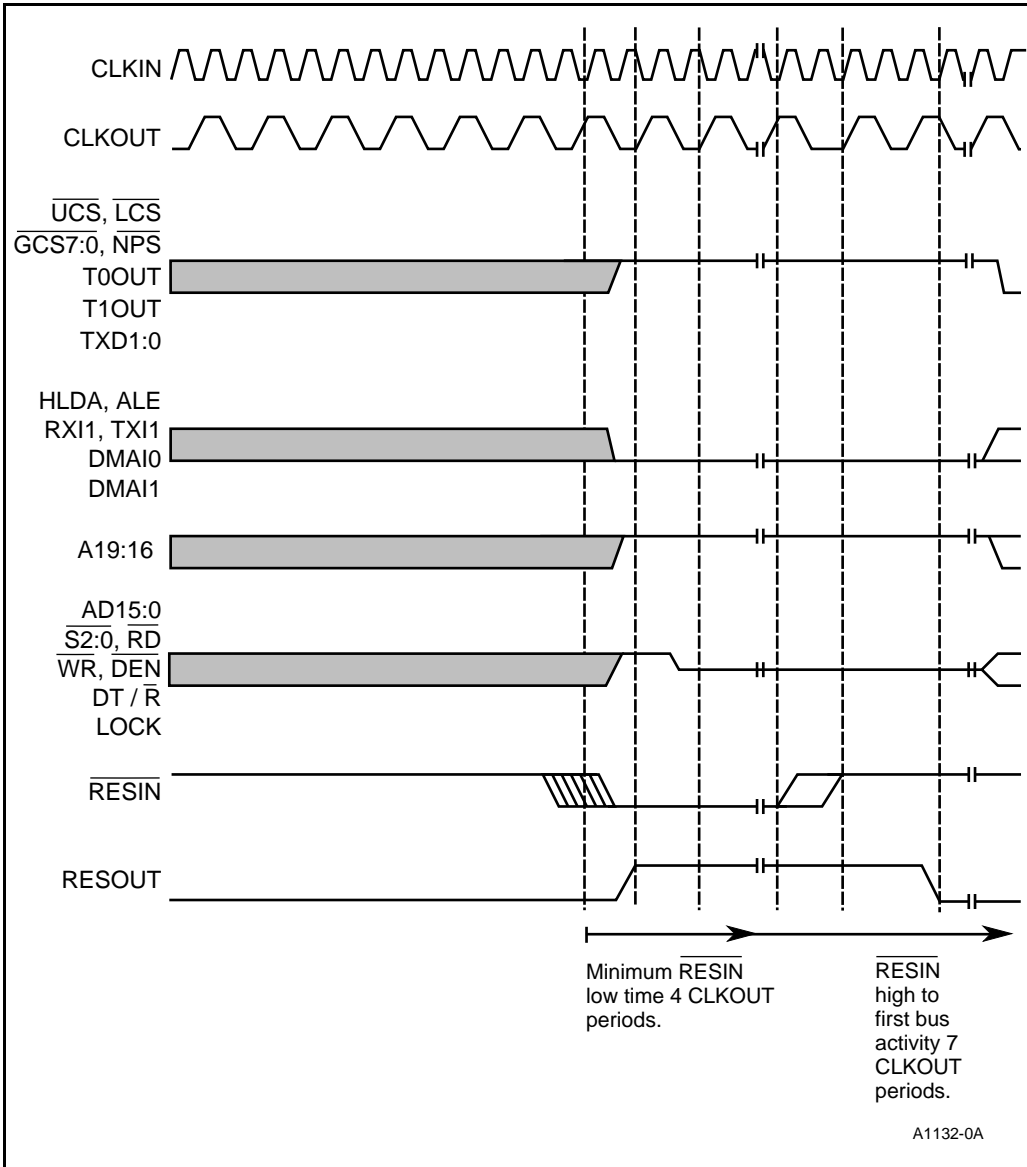 CLKIN
CLKOUT
UCS, LCS
GCS7:0, NPS
T0OUT
T1OUT
TXD1:0
HLDA, ALE
RXI1, TXI1
DMAI0
DMAI1
A19:16
AD15:0
S2:0, RD
WR, DEN
DT / R
LOCK
RESIN
RESOUT
Minimum RESIN
low time 4 CLKOUT
periods.
RESIN
high to
first bus
activity 7
CLKOUT
periods.
A1132-0A